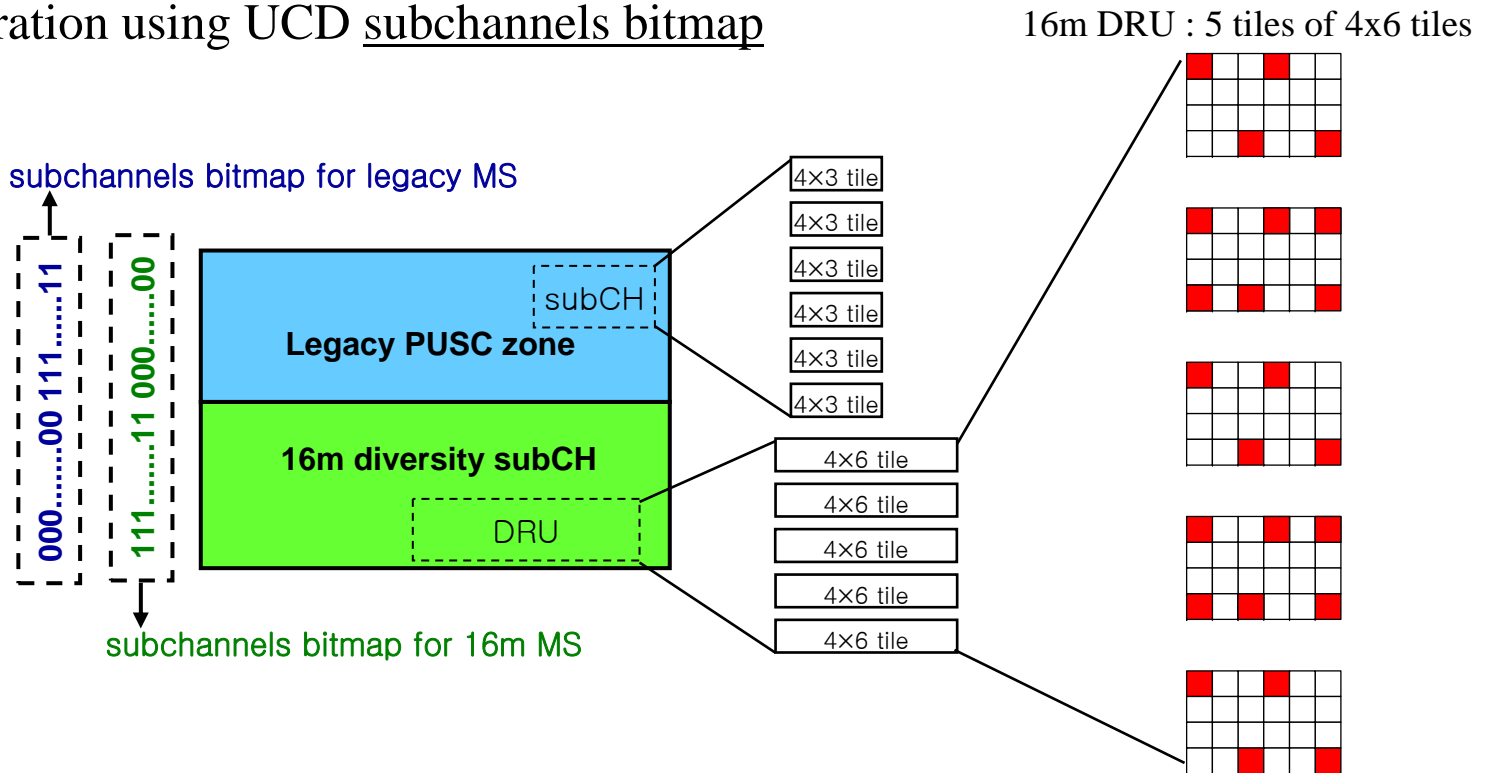 ration using UCD subchannels bitmap
16m DRU : 5 tiles of 4x6 tiles
subchannels bitmap for legacy MS
000.......00 111.......11
111.......11 000.......00
Legacy PUSC zone
subCH
16m diversity subCH
DRU
4×3 tile
4×3 tile
4×3 tile
4×3 tile
4×3 tile
4×3 tile
4×6 tile
4×6 tile
4×6 tile
4×6 tile
4×6 tile
subchannels bitmap for 16m MS